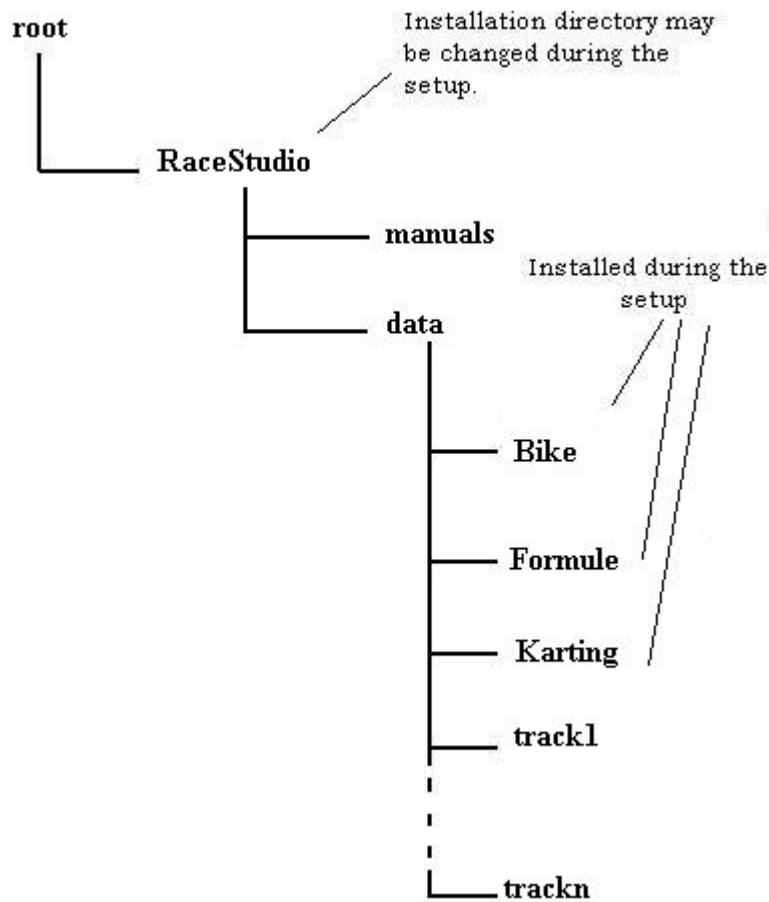 root
Installation directory may
be changed during the
setup.
RaceStudio
manuals
Installed during the
setup
data
Bike
Formule
Karting
track1
trackn